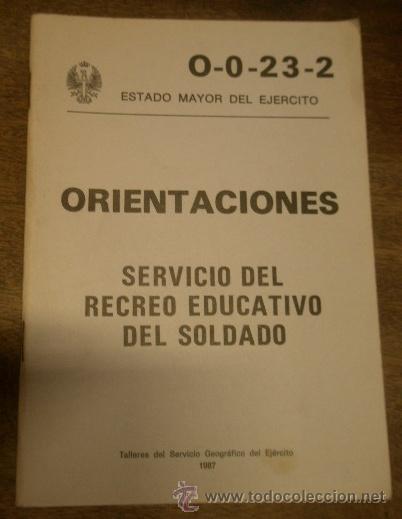 O-0-23-2
ESTADO MAYOR DEL EJERCITO
ORIENTACIONES
SERVICIO DEL
RECREO EDUCATIVO
DEL SOLDADO
Talleres del Servicio Geográfico del Ejército
1987
www.todocoleccion.net